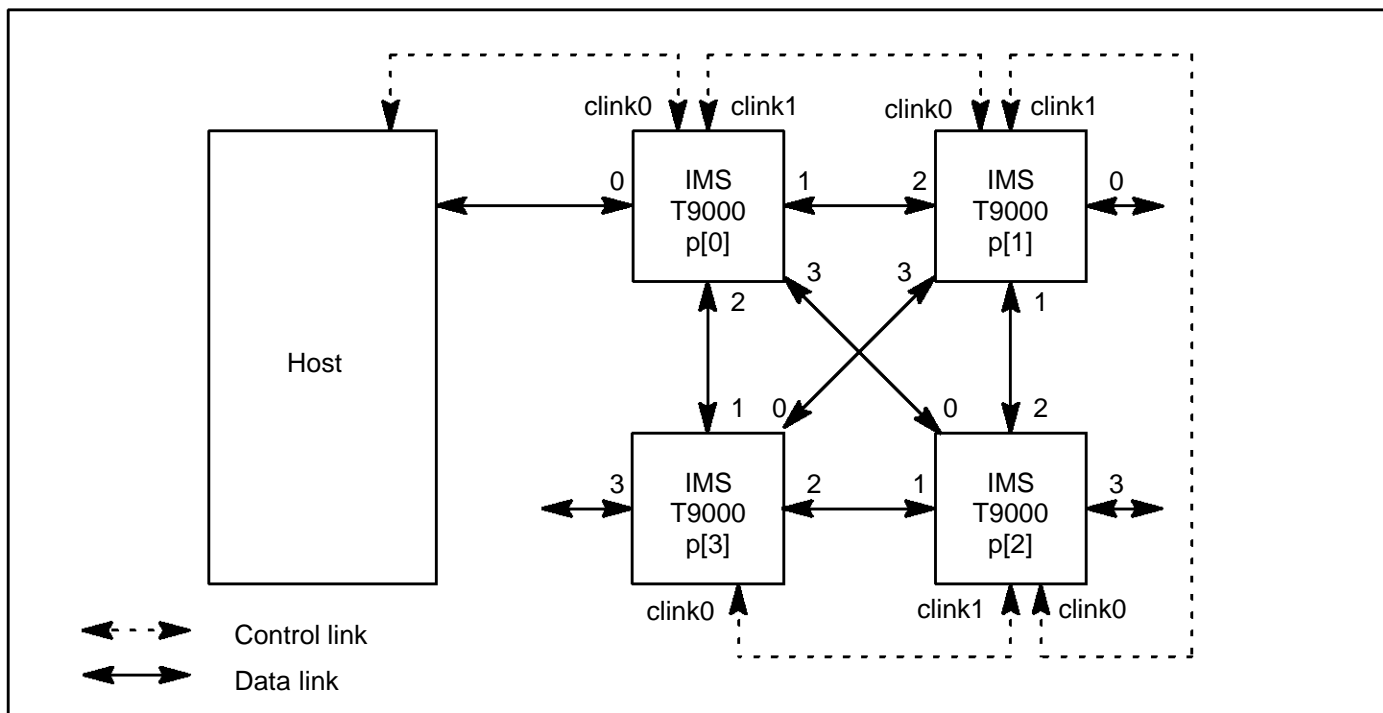 clink0
clink1
clink0
clink1
0
IMS
T9000
p[0]
1
2
IMS
T9000
p[1]
0
3
3
2
1
Host
1
0
0
2
3
IMS
T9000
p[3]
2
1
IMS
T9000
p[2]
3
clink0
clink1
clink0
Control link
Data link